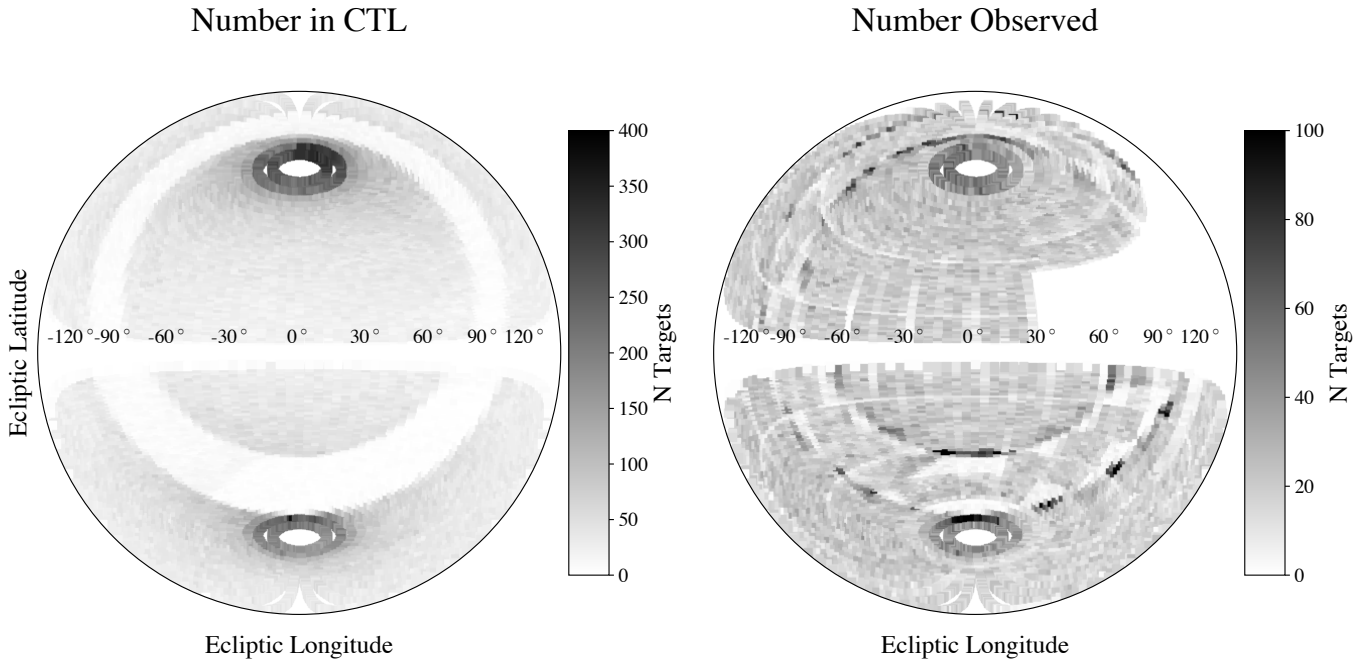 Number in CTL
Number Observed
400
350
300
250
200
150
100
50
0
N Targets
100
80
60
40
20
0
N Targets
Ecliptic Latitude
-120° -90° -60° -30° 0° 30° 60° 90° 120°
-120° -90° -60° -30° 0° 30° 60° 90° 120°
Ecliptic Longitude
Ecliptic Longitude